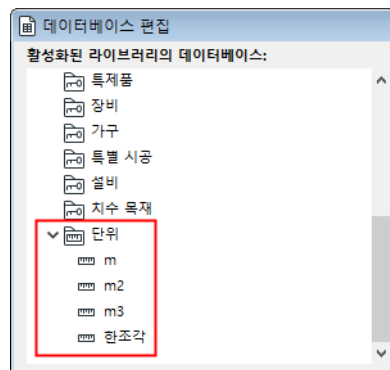 데이터베이스 편집
활성화된 라이브러리의 데이터베이스:
특제품
장비
가구
특별 시공
설비
치수 목재
단위
m
m2
m3
한조각